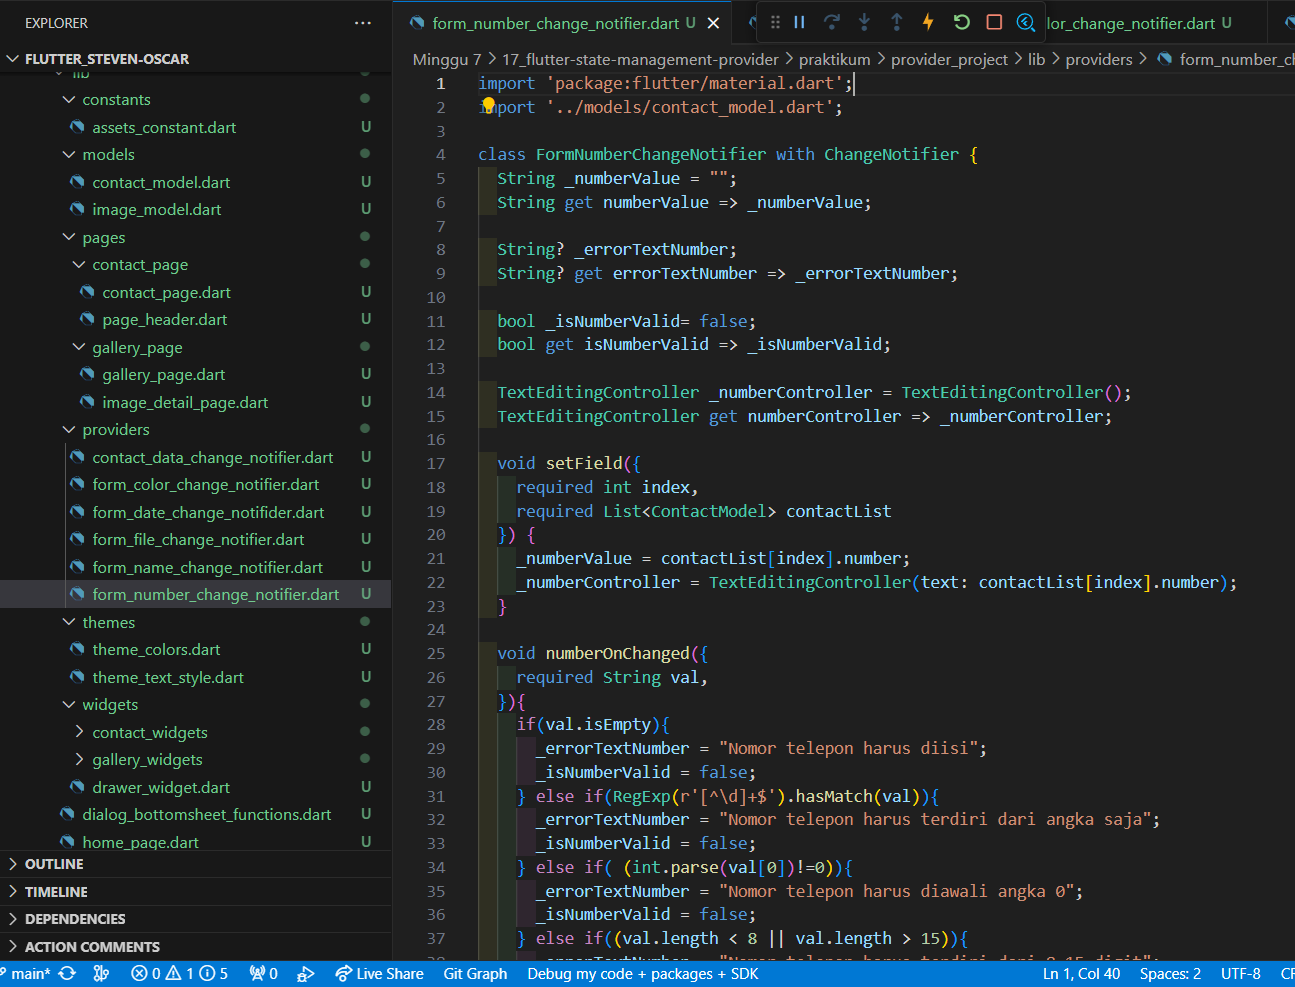 EXPLORER
FLUTTER_STEVEN-OSCAR
lib
constants
assets_constant.dart U
models
contact_model.dart U
image_model.dart U
pages
contact_page
contact_page.dart U
page_header.dart U
gallery_page
gallery_page.dart U
image_detail_page.dart U
providers
contact_data_change_notifier.dart U
form_color_change_notifier.dart U
form_date_change_notifider.dart U
form_file_change_notifier.dart U
form_name_change_notifier.dart U
form_number_change_notifier.dart U
themes
theme_colors.dart U
theme_text_style.dart U
widgets
contact_widgets
gallery_widgets
drawer_widget.dart U
dialog_bottomsheet_functions.dart U
home_page.dart U
OUTLINE
TIMELINE
DEPENDENCIES
ACTION COMMENTS
form_number_change_notifier.dart U
lor_change_notifier.dart U
Minggu 7 > 17_flutter-state-management-provider > praktikum > provider_project > lib > providers > form_number_c
1 import 'package:flutter/material.dart';
2 import '../models/contact_model.dart';
3
4 class FormNumberChangeNotifier with ChangeNotifier {
5 String _numberValue = "";
6 String get numberValue => _numberValue;
7
8 String? _errorTextNumber;
9 String? get errorTextNumber => _errorTextNumber;
10
11 bool _isNumberValid= false;
12 bool get isNumberValid => _isNumberValid;
13
14 TextEditingController _numberController = TextEditingController();
15 TextEditingController get numberController => _numberController;
16
17 void setField({
18 required int index,
19 required List<ContactModel> contactList
20 }) {
21 _numberValue = contactList[index].number;
22 _numberController = TextEditingController(text: contactList[index].number);
23 }
24
25 void numberOnChanged({
26 required String val,
27 }){
28 if(val.isEmpty){
29 _errorTextNumber = "Nomor telepon harus diisi";
30 _isNumberValid = false;
31 } else if(RegExp(r'[^\d]+$').hasMatch(val)){
32 _errorTextNumber = "Nomor telepon harus terdiri dari angka saja";
33 _isNumberValid = false;
34 } else if( (int.parse(val[0])!=0)){
35 _errorTextNumber = "Nomor telepon harus diawali angka 0";
36 _isNumberValid = false;
37 } else if((val.length < 8 || val.length > 15)){
38 _errorTextNumber = "Nomor telepon harus terdiri dari 8-15 digit";
main* 0 1 5 0 Live Share Git Graph Debug my code + packages + SDK Ln 1, Col 40 Spaces: 2 UTF-8 CR